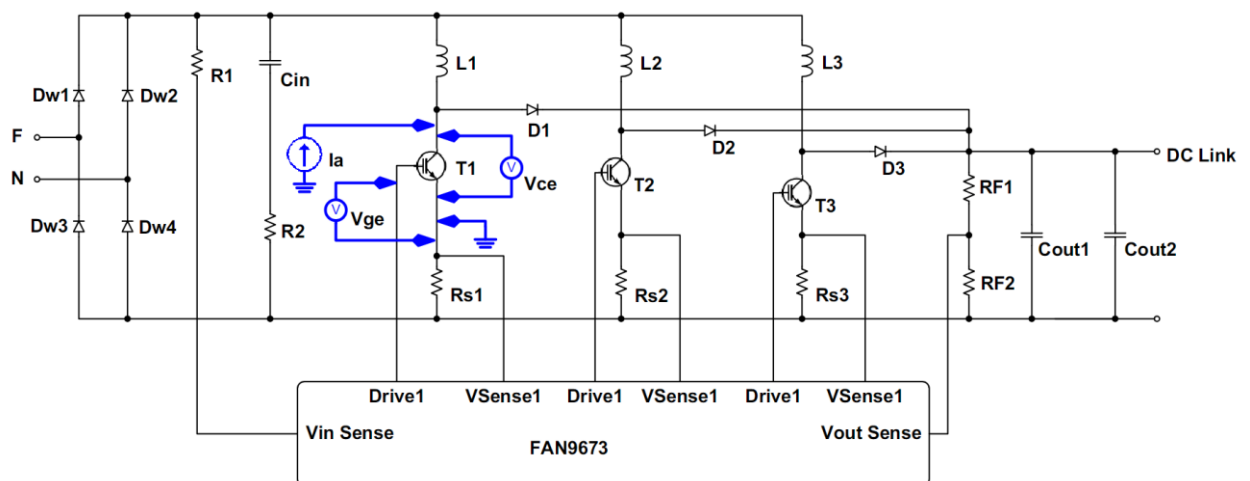 R1
Cin
L1
L2
L3
Dw1
Dw2
D1
D2
D3
DC Link
F
N
Ia
T1
V
Vce
T2
T3
RF1
V
Vge
Dw3
Dw4
R2
Rs1
Rs2
Rs3
RF2
Cout1
Cout2
Drive1
VSense1
Drive1
VSense1
Drive1
VSense1
Vin Sense
Vout Sense
FAN9673